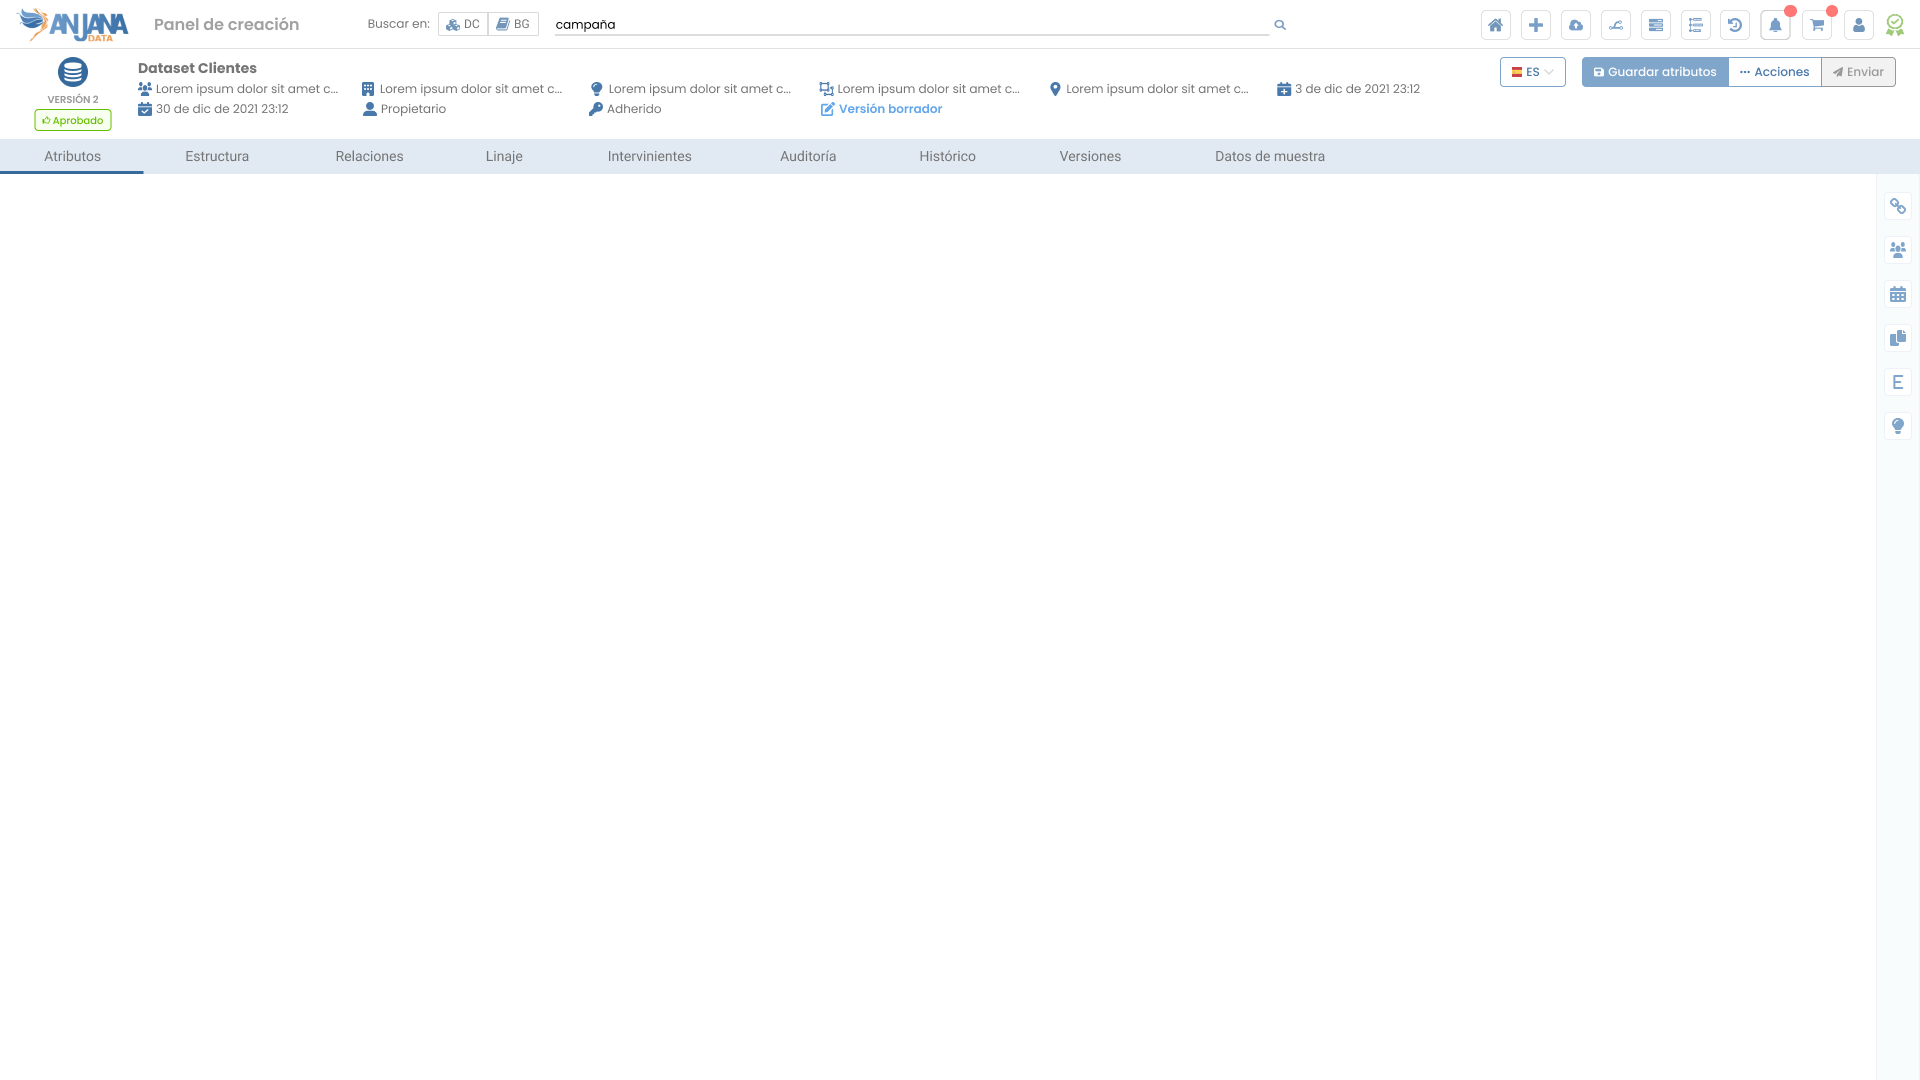 ANJANA DATA
Panel de creación
Buscar en:
DC
BG
campaña
VERSIÓN 2
Aprobado
Dataset Clientes
Lorem ipsum dolor sit amet c...
Lorem ipsum dolor sit amet c...
Lorem ipsum dolor sit amet c...
Lorem ipsum dolor sit amet c...
Lorem ipsum dolor sit amet c...
3 de dic de 2021 23:12
30 de dic de 2021 23:12
Propietario
Adherido
Versión borrador
ES
Guardar atributos
Acciones
Enviar
Atributos
Estructura
Relaciones
Linaje
Intervinientes
Auditoría
Histórico
Versiones
Datos de muestra
E